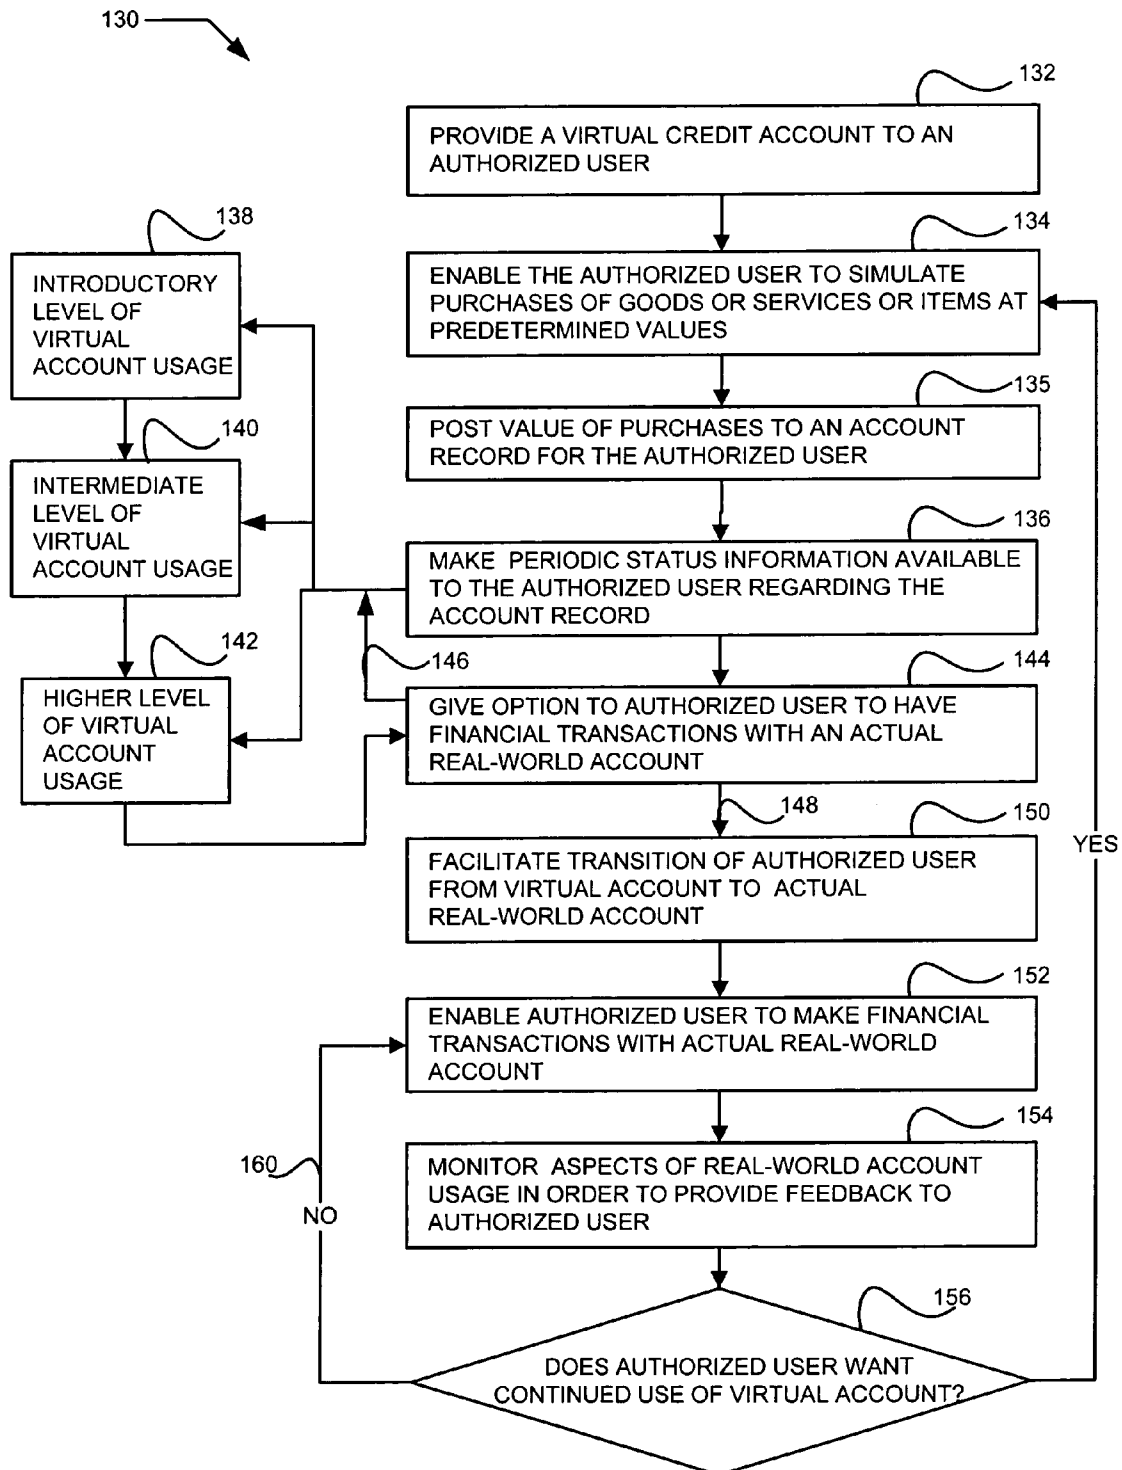 130
132
PROVIDE A VIRTUAL CREDIT ACCOUNT TO AN
AUTHORIZED USER
134
ENABLE THE AUTHORIZED USER TO SIMULATE
PURCHASES OF GOODS OR SERVICES OR ITEMS AT
PREDETERMINED VALUES
135
POST VALUE OF PURCHASES TO AN ACCOUNT
RECORD FOR THE AUTHORIZED USER
136
MAKE PERIODIC STATUS INFORMATION AVAILABLE
TO THE AUTHORIZED USER REGARDING THE
ACCOUNT RECORD
138
INTRODUCTORY
LEVEL OF
VIRTUAL
ACCOUNT USAGE
140
INTERMEDIATE
LEVEL OF
VIRTUAL
ACCOUNT USAGE
142
HIGHER LEVEL
OF VIRTUAL
ACCOUNT
USAGE
146
144
GIVE OPTION TO AUTHORIZED USER TO HAVE
FINANCIAL TRANSACTIONS WITH AN ACTUAL
REAL-WORLD ACCOUNT
148
150
FACILITATE TRANSITION OF AUTHORIZED USER
FROM VIRTUAL ACCOUNT TO ACTUAL
REAL-WORLD ACCOUNT
YES
152
ENABLE AUTHORIZED USER TO MAKE FINANCIAL
TRANSACTIONS WITH ACTUAL REAL-WORLD
ACCOUNT
154
MONITOR ASPECTS OF REAL-WORLD ACCOUNT
USAGE IN ORDER TO PROVIDE FEEDBACK TO
AUTHORIZED USER
160
NO
156
DOES AUTHORIZED USER WANT
CONTINUED USE OF VIRTUAL ACCOUNT?